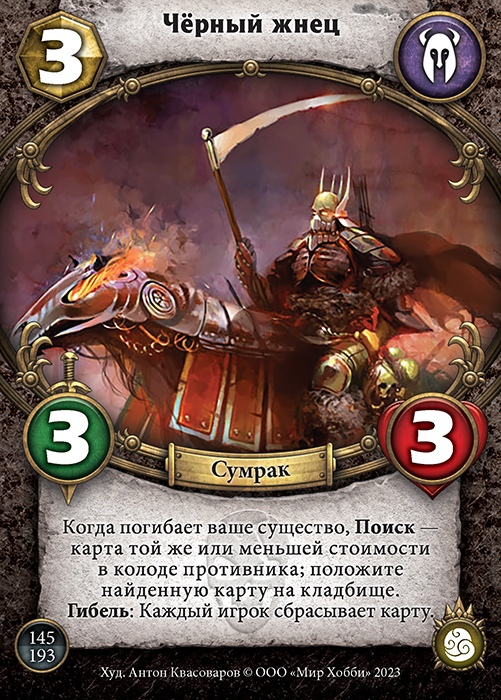 Чёрный жнец
3
3
3
Сумрак
Когда погибает ваше существо, Поиск —
карта той же или меньшей стоимости
в колоде противника; положите
найденную карту на кладбище.
Гибель: Каждый игрок сбрасывает карту.
145
193
Худ. Антон Квасоваров © ООО «Мир Хобби» 2023